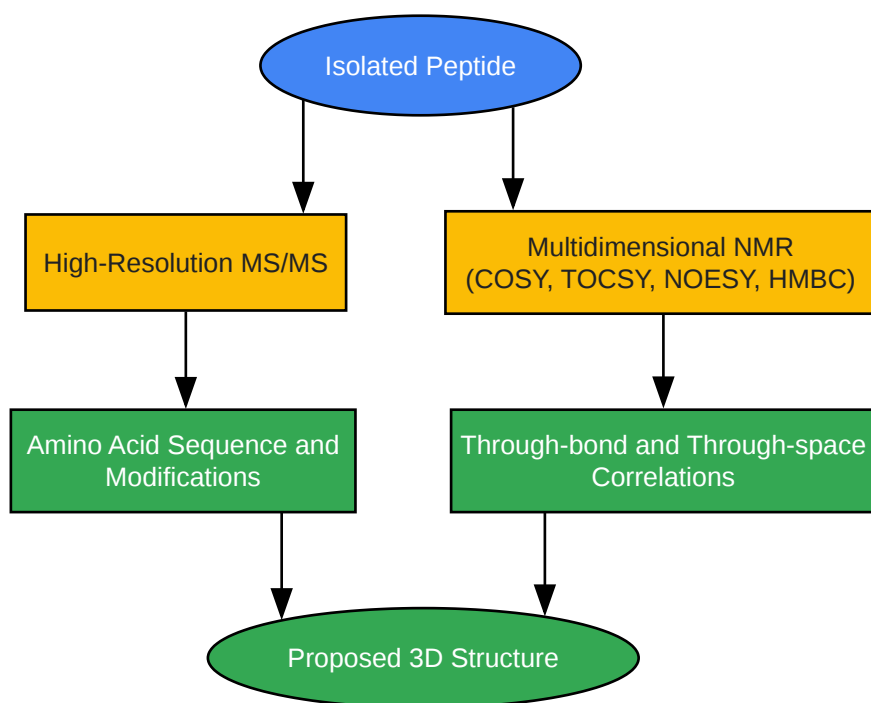 Isolated Peptide
High-Resolution MS/MS
Multidimensional NMR
(COSY, TOCSY, NOESY, HMBC)
Amino Acid Sequence and
Modifications
Through-bond and Through-space
Correlations
Proposed 3D Structure